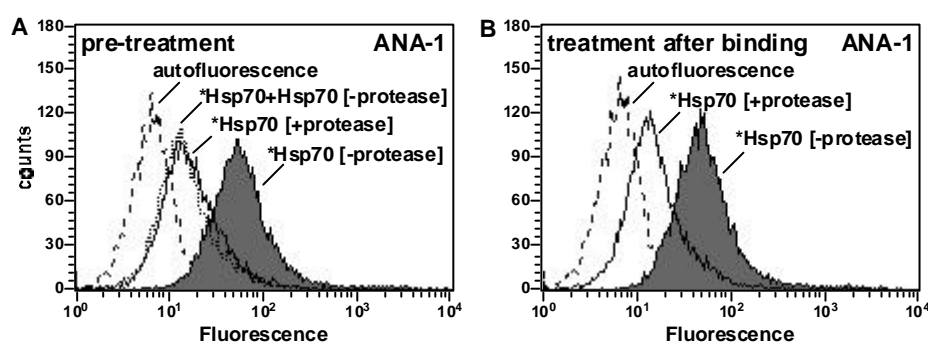 A
pre-treatment
ANA-1
autofluorescence
*Hsp70+Hsp70 [-protease]
*Hsp70 [+protease]
*Hsp70 [-protease]
counts
180
150
120
90
60
30
0
10⁰
10¹
10²
10³
10⁴
Fluorescence
B
treatment after binding
ANA-1
autofluorescence
*Hsp70 [+protease]
*Hsp70 [-protease]
180
150
120
90
60
30
0
10⁰
10¹
10²
10³
10⁴
Fluorescence